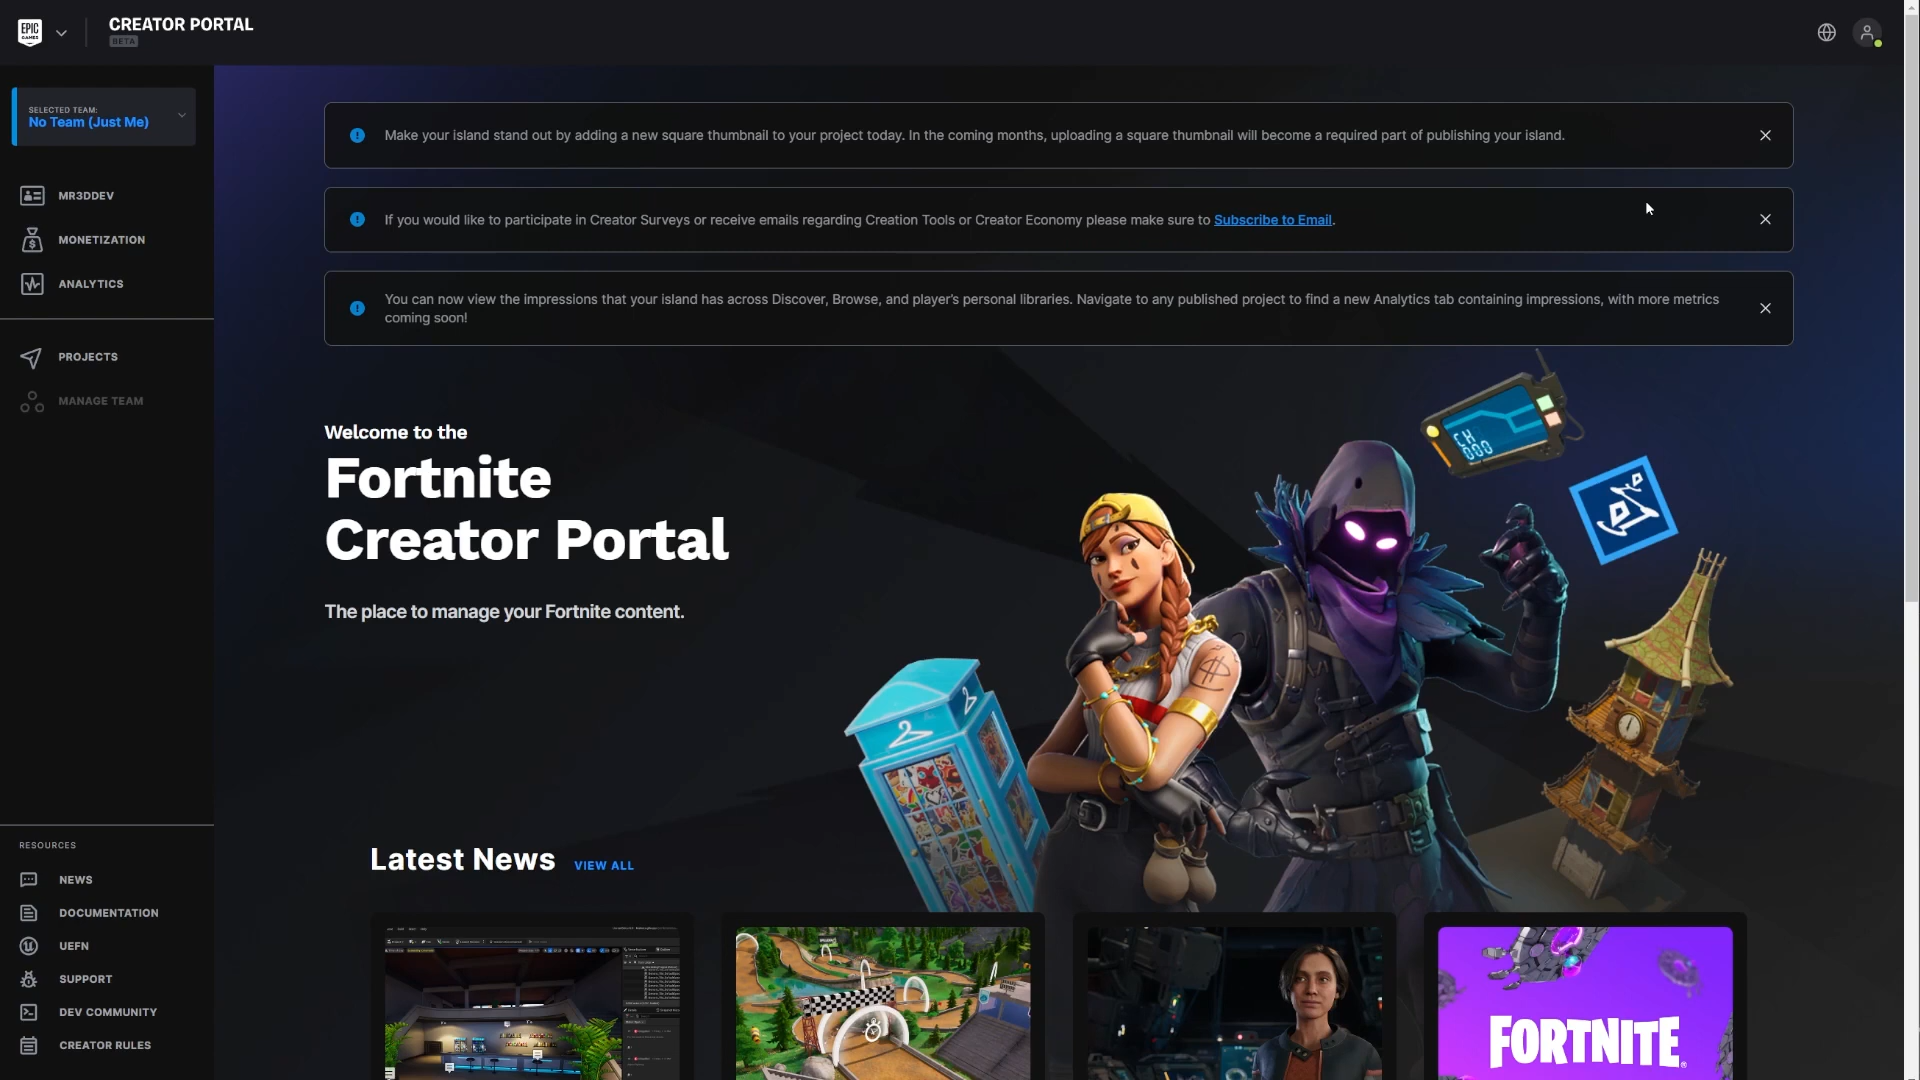 EPIC
GAMES
CREATOR PORTAL
BETA
SELECTED TEAM:
No Team (Just Me)
MR3DDEV
MONETIZATION
ANALYTICS
PROJECTS
MANAGE TEAM
Make your island stand out by adding a new square thumbnail to your project today. In the coming months, uploading a square thumbnail will become a required part of publishing your island.
If you would like to participate in Creator Surveys or receive emails regarding Creation Tools or Creator Economy please make sure to Subscribe to Email.
You can now view the impressions that your island has across Discover, Browse, and player's personal libraries. Navigate to any published project to find a new Analytics tab containing impressions, with more metrics
coming soon!
Welcome to the
Fortnite
Creator Portal
The place to manage your Fortnite content.
CH
000
Latest News VIEW ALL
RESOURCES
NEWS
DOCUMENTATION
UEFN
SUPPORT
DEV COMMUNITY
CREATOR RULES
FORTNITE